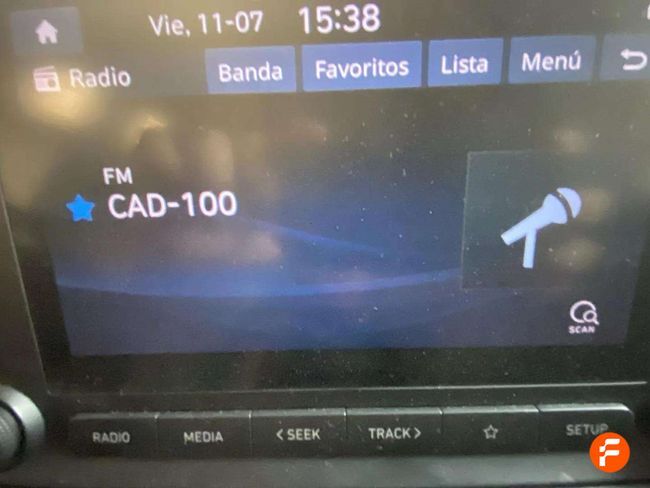 Vie, 11-07 15:38
Radio Banda Favoritos Lista Menú
FM
CAD-100
SCAN
RADIO MEDIA < SEEK TRACK > SETUP